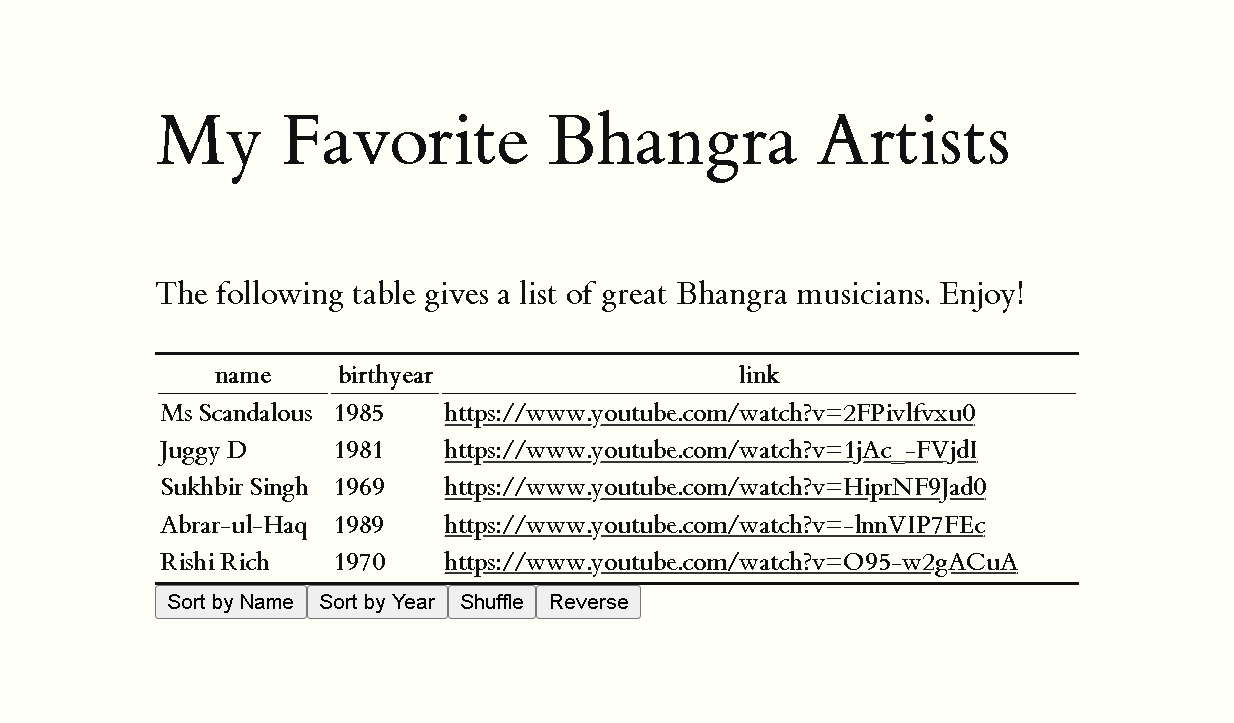 My Favorite Bhangra Artists
The following table gives a list of great Bhangra musicians. Enjoy!
name birthyear link
Ms Scandalous 1985 https://www.youtube.com/watch?v=2FPivlfvxu0
Juggy D 1981 https://www.youtube.com/watch?v=1jAc_-FVjdI
Sukhbir Singh 1969 https://www.youtube.com/watch?v=HiprNF9Jad0
Abrar-ul-Haq 1989 https://www.youtube.com/watch?v=-lnnVIP7FEc
Rishi Rich 1970 https://www.youtube.com/watch?v=O95-w2gACuA
Sort by Name Sort by Year Shuffle Reverse